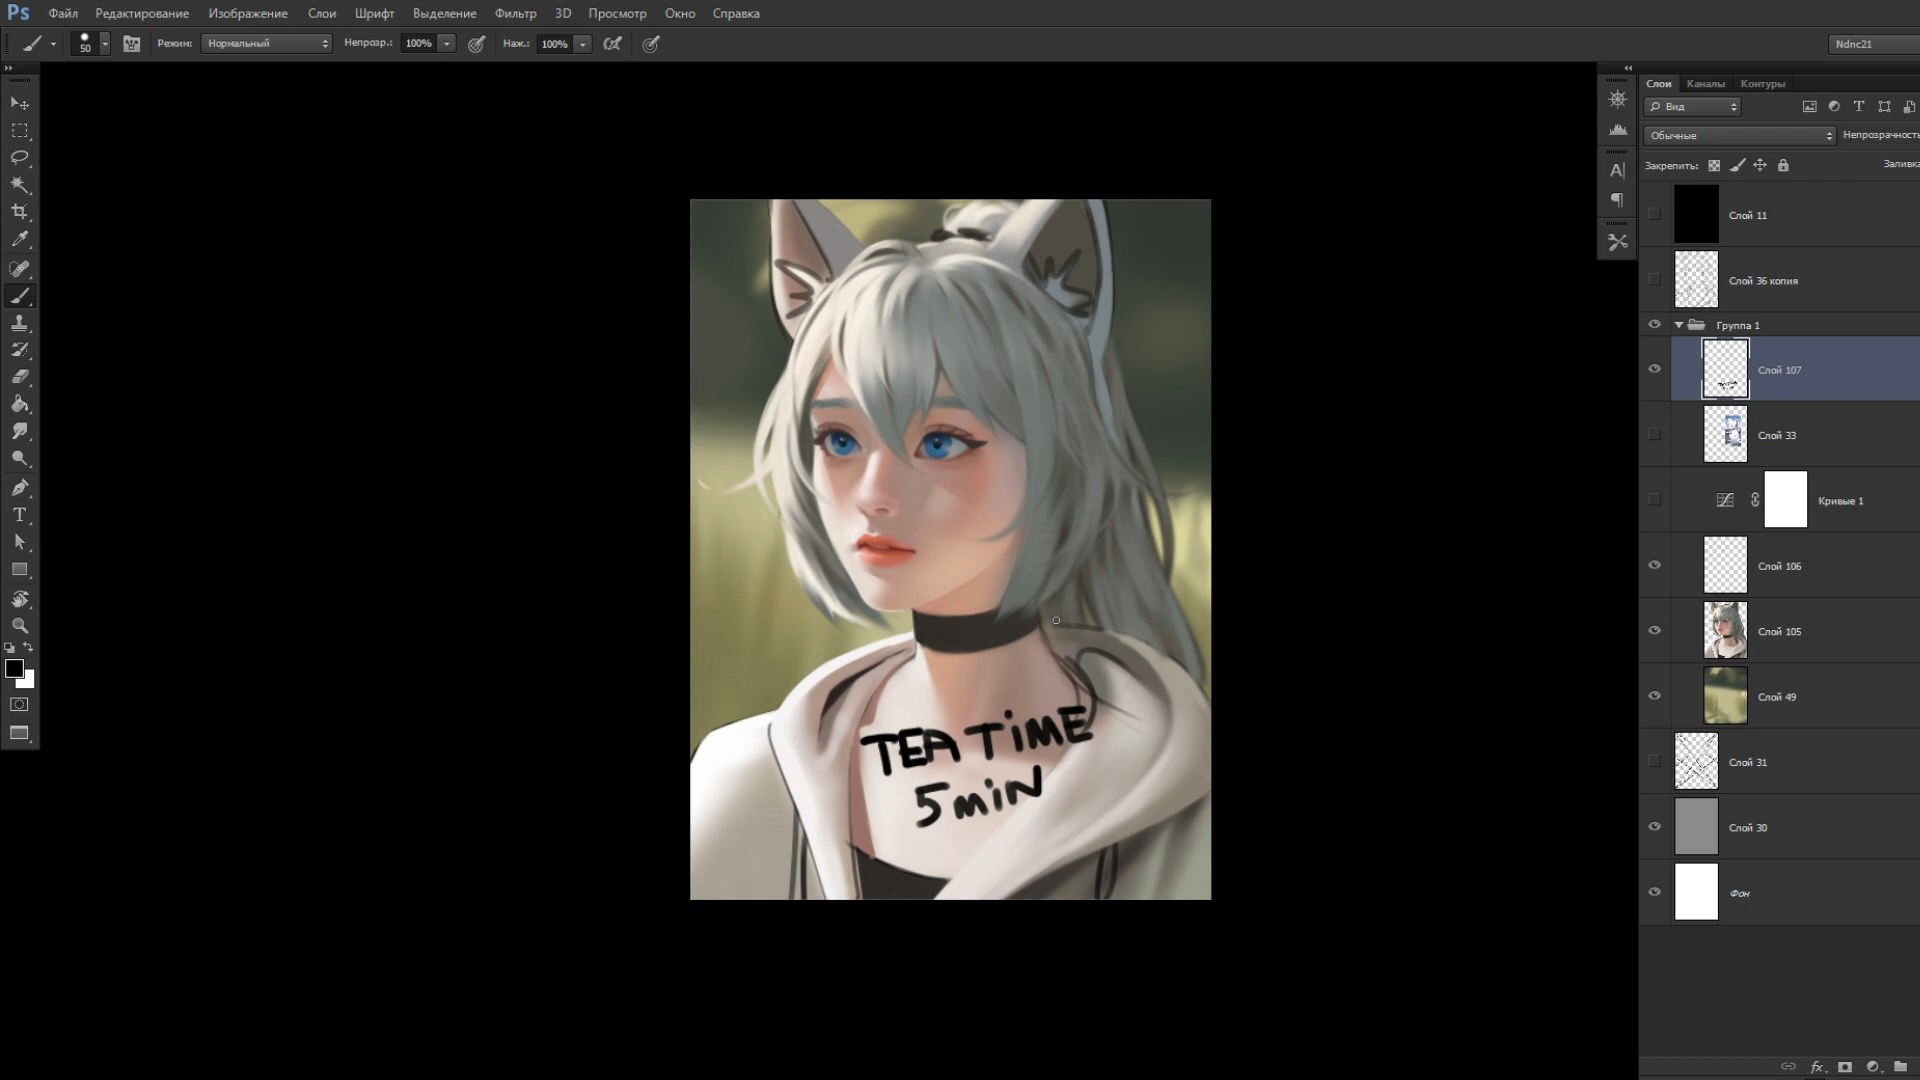 Ps Файл Редактирование Изображение Слои Шрифт Выделение Фильтр 3D Просмотр Окно Справка
50 Режим: Нормальный Непрозр.: 100% Наж.: 100% Ndnc21
Слои Каналы Контуры
Вид
Обычные Непрозрачность
Закрепить: Заливка
Слой 11
Слой 36 копия
Группа 1
Слой 107
Слой 33
Кривые 1
Слой 106
Слой 105
Слой 49
Слой 31
Слой 30
Фон
TEA TiME
5miN